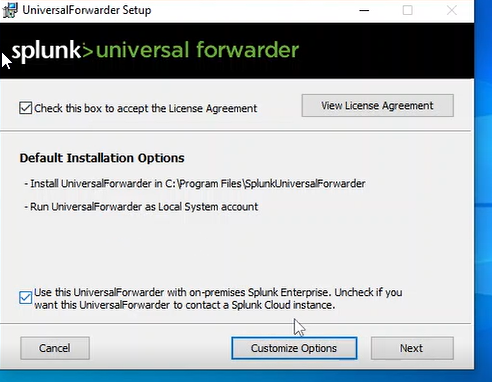 UniversalForwarder Setup
splunk>universal forwarder
Check this box to accept the License Agreement
View License Agreement
Default Installation Options
- Install UniversalForwarder in C:\Program Files\SplunkUniversalForwarder
- Run UniversalForwarder as Local System account
Use this UniversalForwarder with on-premises Splunk Enterprise. Uncheck if you
want this UniversalForwarder to contact a Splunk Cloud instance.
Cancel
Customize Options
Next